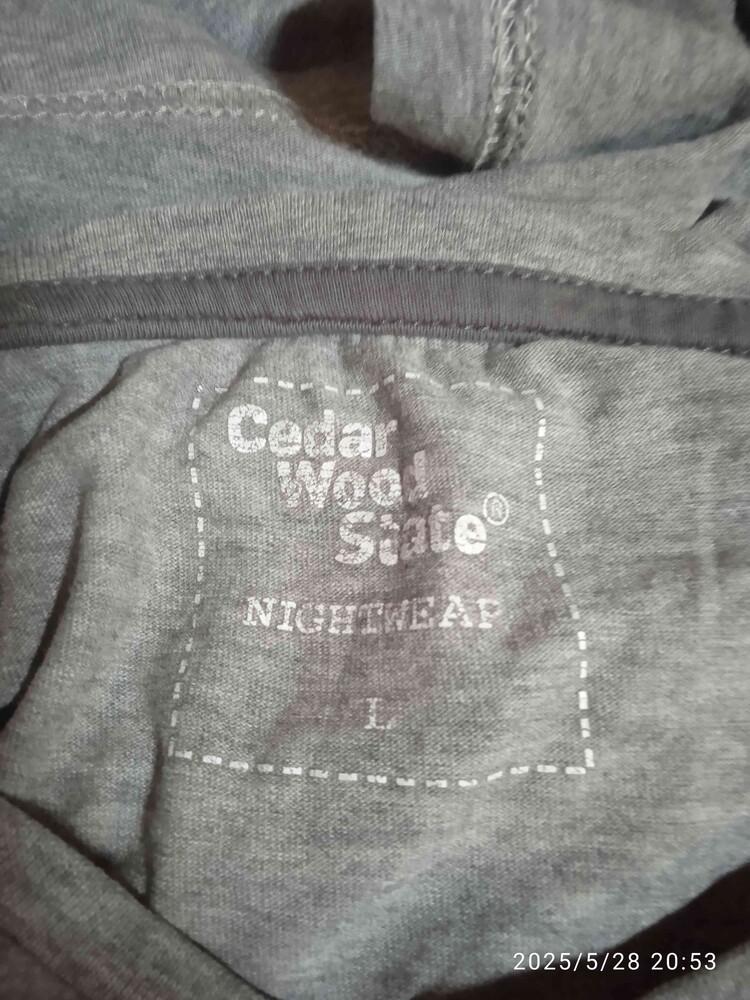 Cedar
Wood
State®
NIGHTWEAR
L
2025/5/28 20:53